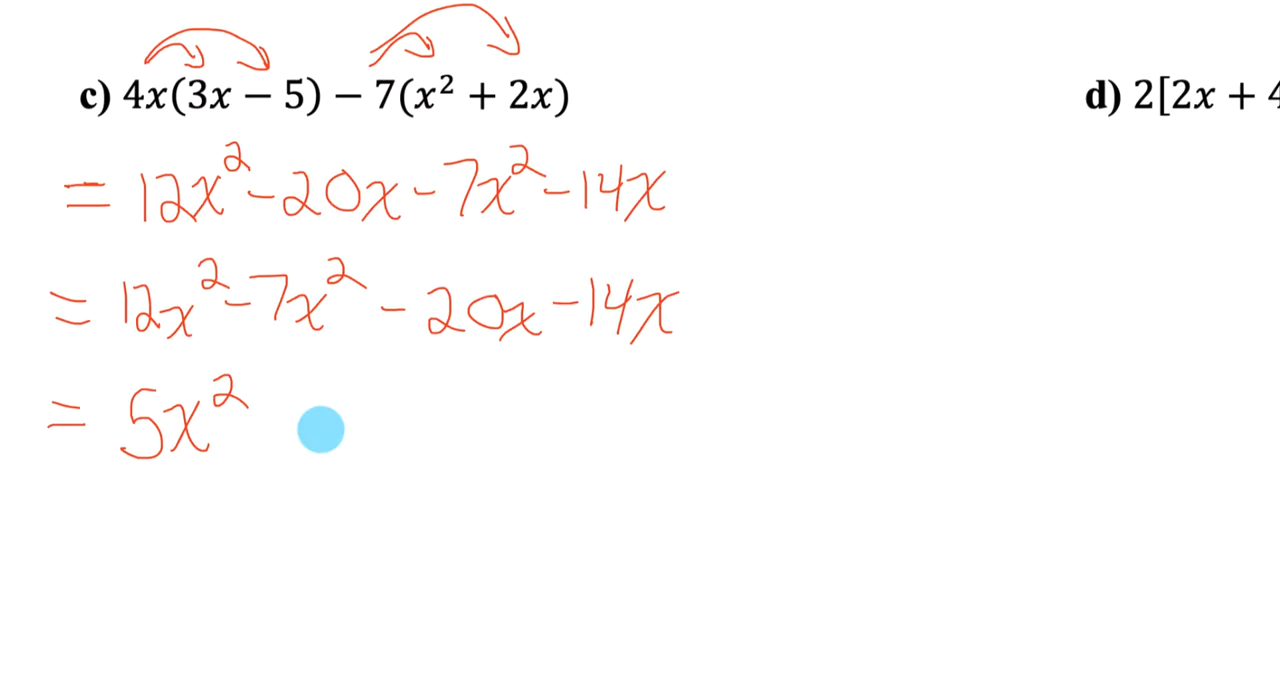 c) 4x(3x − 5) − 7(x² + 2x)
d) 2[2x + 4
= 12x² - 20x - 7x² - 14x
= 12x² - 7x² - 20x - 14x
= 5x²